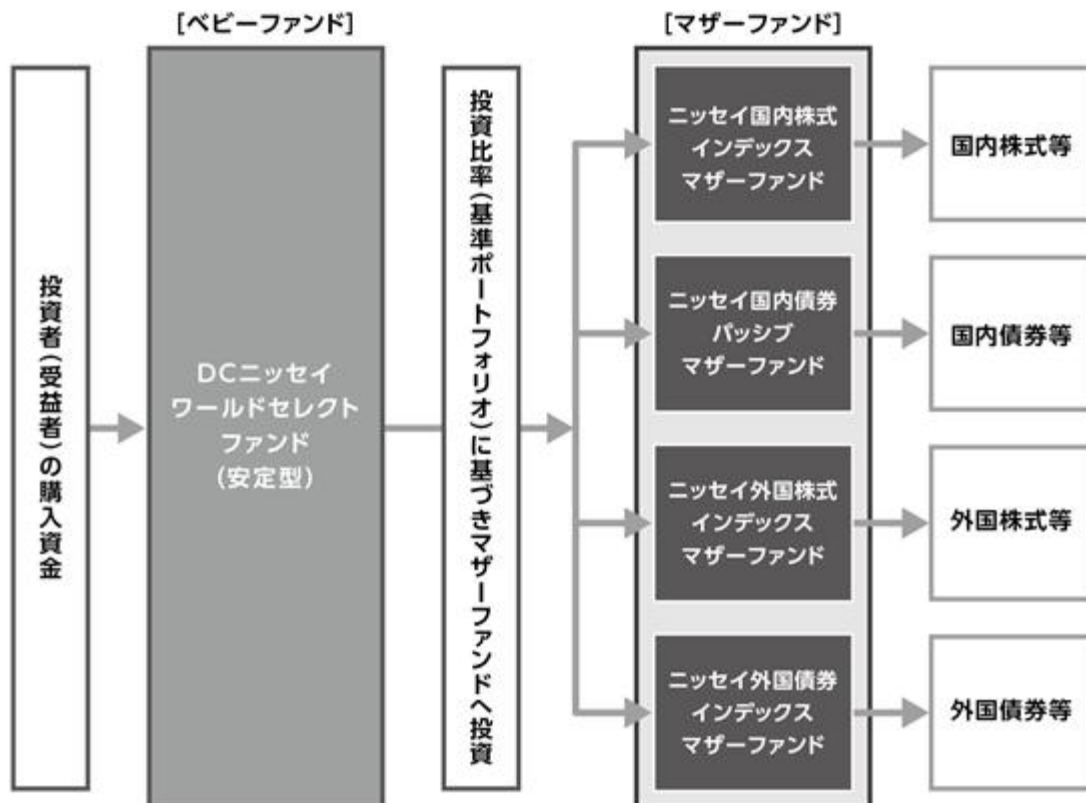 [ベビーファンド]
[マザーファンド]
投資者(受益者)の購入資金
DCニッセイ
ワールドセレクト
ファンド
(安定型)
投資比率(基準ポートフォリオ)に基づきマザーファンドへ投資
ニッセイ国内株式
インデックス
マザーファンド
国内株式等
ニッセイ国内債券
パッシブ
マザーファンド
国内債券等
ニッセイ外国株式
インデックス
マザーファンド
外国株式等
ニッセイ外国債券
インデックス
マザーファンド
外国債券等